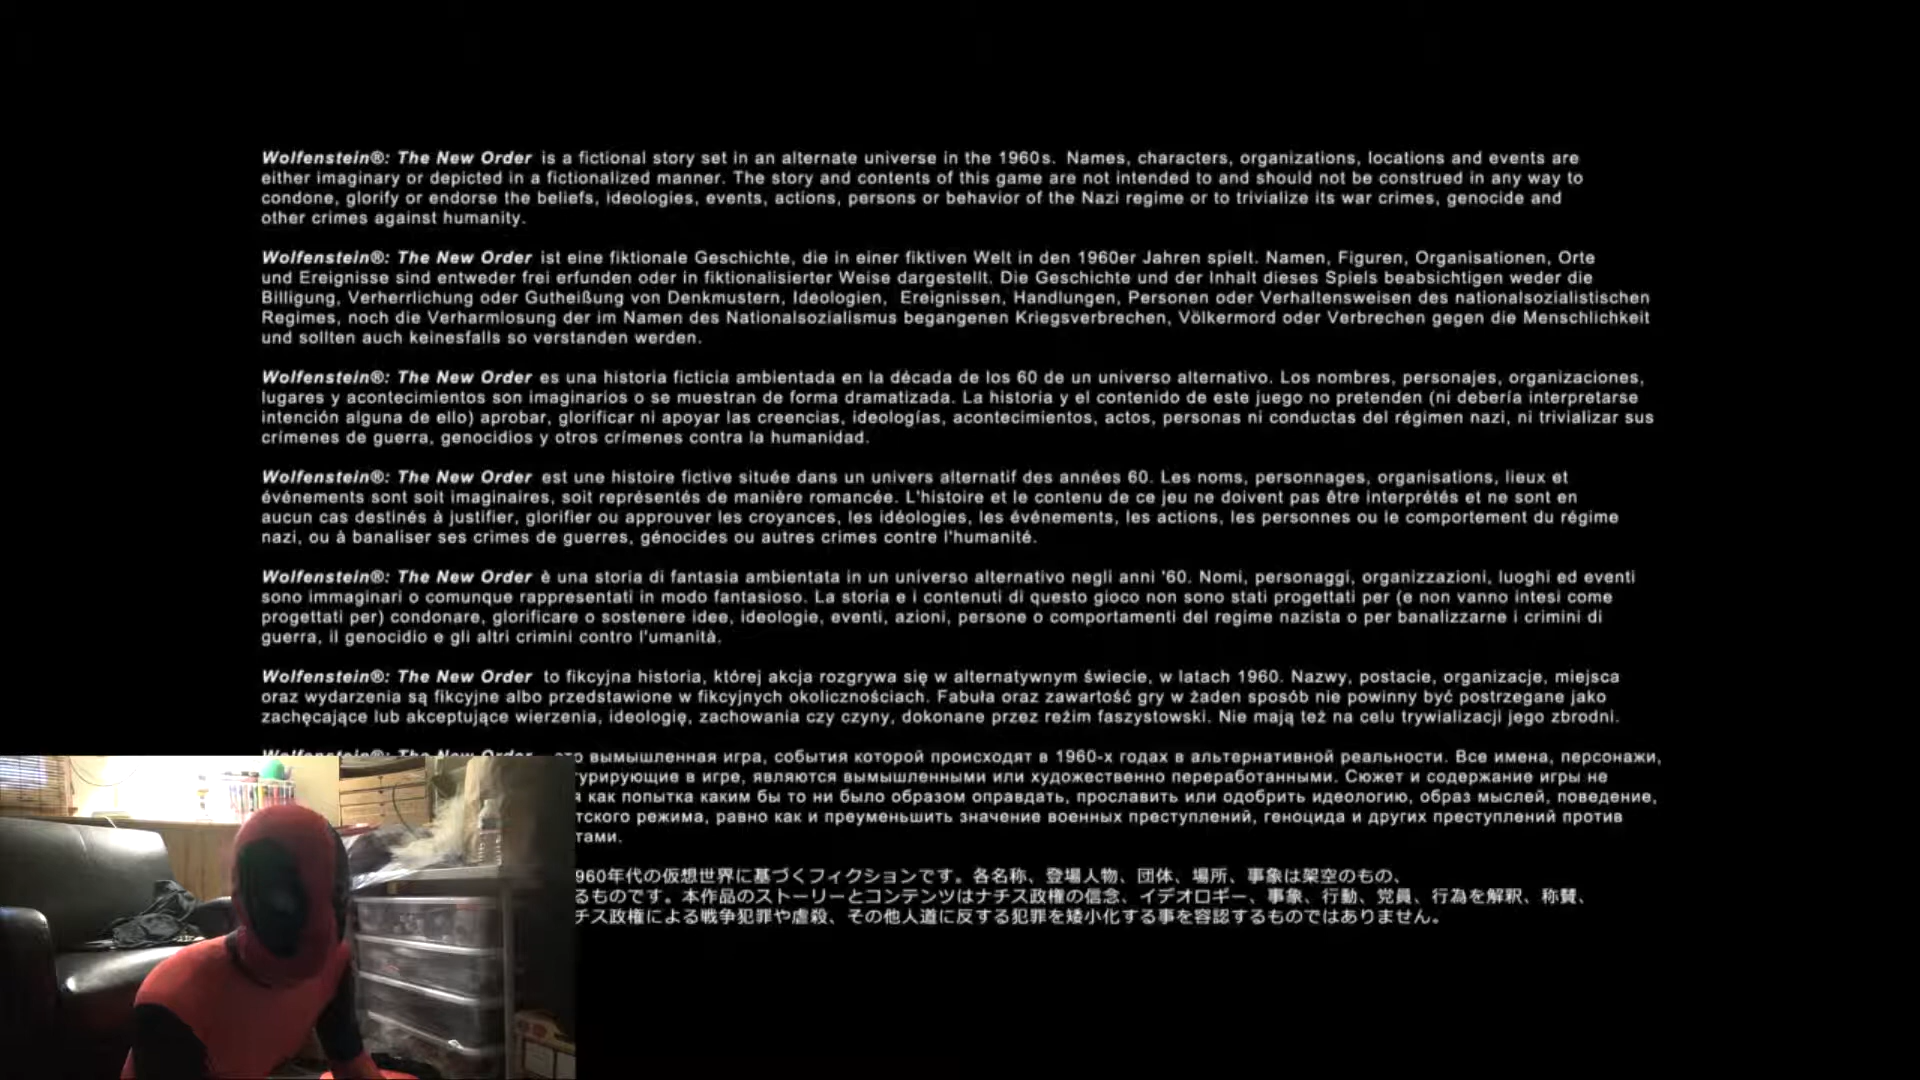 Wolfenstein®: The New Order is a fictional story set in an alternate universe in the 1960s. Names, characters, organizations, locations and events are
either imaginary or depicted in a fictionalized manner. The story and contents of this game are not intended to and should not be construed in any way to
condone, glorify or endorse the beliefs, ideologies, events, actions, persons or behavior of the Nazi regime or to trivialize its war crimes, genocide and
other crimes against humanity.
Wolfenstein®: The New Order ist eine fiktionale Geschichte, die in einer fiktiven Welt in den 1960er Jahren spielt. Namen, Figuren, Organisationen, Orte
und Ereignisse sind entweder frei erfunden oder in fiktionalisierter Weise dargestellt. Die Geschichte und der Inhalt dieses Spiels beabsichtigen weder die
Billigung, Verherrlichung oder Gutheißung von Denkmustern, Ideologien, Ereignissen, Handlungen, Personen oder Verhaltensweisen des nationalsozialistischen
Regimes, noch die Verharmlosung der im Namen des Nationalsozialismus begangenen Kriegsverbrechen, Völkermord oder Verbrechen gegen die Menschlichkeit
und sollten auch keinesfalls so verstanden werden.
Wolfenstein®: The New Order es una historia ficticia ambientada en la década de los 60 de un universo alternativo. Los nombres, personajes, organizaciones,
lugares y acontecimientos son imaginarios o se muestran de forma dramatizada. La historia y el contenido de este juego no pretenden (ni debería interpretarse
intención alguna de ello) aprobar, glorificar ni apoyar las creencias, ideologías, acontecimientos, actos, personas ni conductas del régimen nazi, ni trivializar sus
crímenes de guerra, genocidios y otros crímenes contra la humanidad.
Wolfenstein®: The New Order est une histoire fictive située dans un univers alternatif des années 60. Les noms, personnages, organisations, lieux et
événements sont soit imaginaires, soit représentés de manière romancée. L'histoire et le contenu de ce jeu ne doivent pas être interprétés et ne sont en
aucun cas destinés à justifier, glorifier ou approuver les croyances, les idéologies, les événements, les actions, les personnes ou le comportement du régime
nazi, ou à banaliser ses crimes de guerres, génocides ou autres crimes contre l'humanité.
Wolfenstein®: The New Order è una storia di fantasia ambientata in un universo alternativo negli anni '60. Nomi, personaggi, organizzazioni, luoghi ed eventi
sono immaginari o comunque rappresentati in modo fantasioso. La storia e i contenuti di questo gioco non sono stati progettati per (e non vanno intesi come
progettati per) condonare, glorificare o sostenere idee, ideologie, eventi, azioni, persone o comportamenti del regime nazista o per banalizzarne i crimini di
guerra, il genocidio e gli altri crimini contro l'umanità.
Wolfenstein®: The New Order to fikcyjna historia, której akcja rozgrywa się w alternatywnym świecie, w latach 1960. Nazwy, postacie, organizacje, miejsca
oraz wydarzenia są fikcyjne albo przedstawione w fikcyjnych okolicznościach. Fabuła oraz zawartość gry w żaden sposób nie powinny być postrzegane jako
zachęcające lub akceptujące wierzenia, ideologię, zachowania czy czyny, dokonane przez reżim faszystowski. Nie mają też na celu trywializacji jego zbrodni.
Wolfenstein®: The New Order это вымышленная игра, события которой происходят в 1960-х годах в альтернативной реальности. Все имена, персонажи,
турирующие в игре, являются вымышленными или художественно переработанными. Сюжет и содержание игры не
как попытка каким бы то ни было образом оправдать, прославить или одобрить идеологию, образ мыслей, поведение,
тского режима, равно как и преуменьшить значение военных преступлений, геноцида и других преступлений против
тами.
960年代の仮想世界に基づくフィクションです。各名称、登場人物、団体、場所、事象は架空のもの、
るものです。本作品のストーリーとコンテンツはナチス政権の信念、イデオロギー、事象、行動、党員、行為を解釈、称賛、
チス政権による戦争犯罪や虐殺、その他人道に反する犯罪を矮小化する事を容認するものではありません。